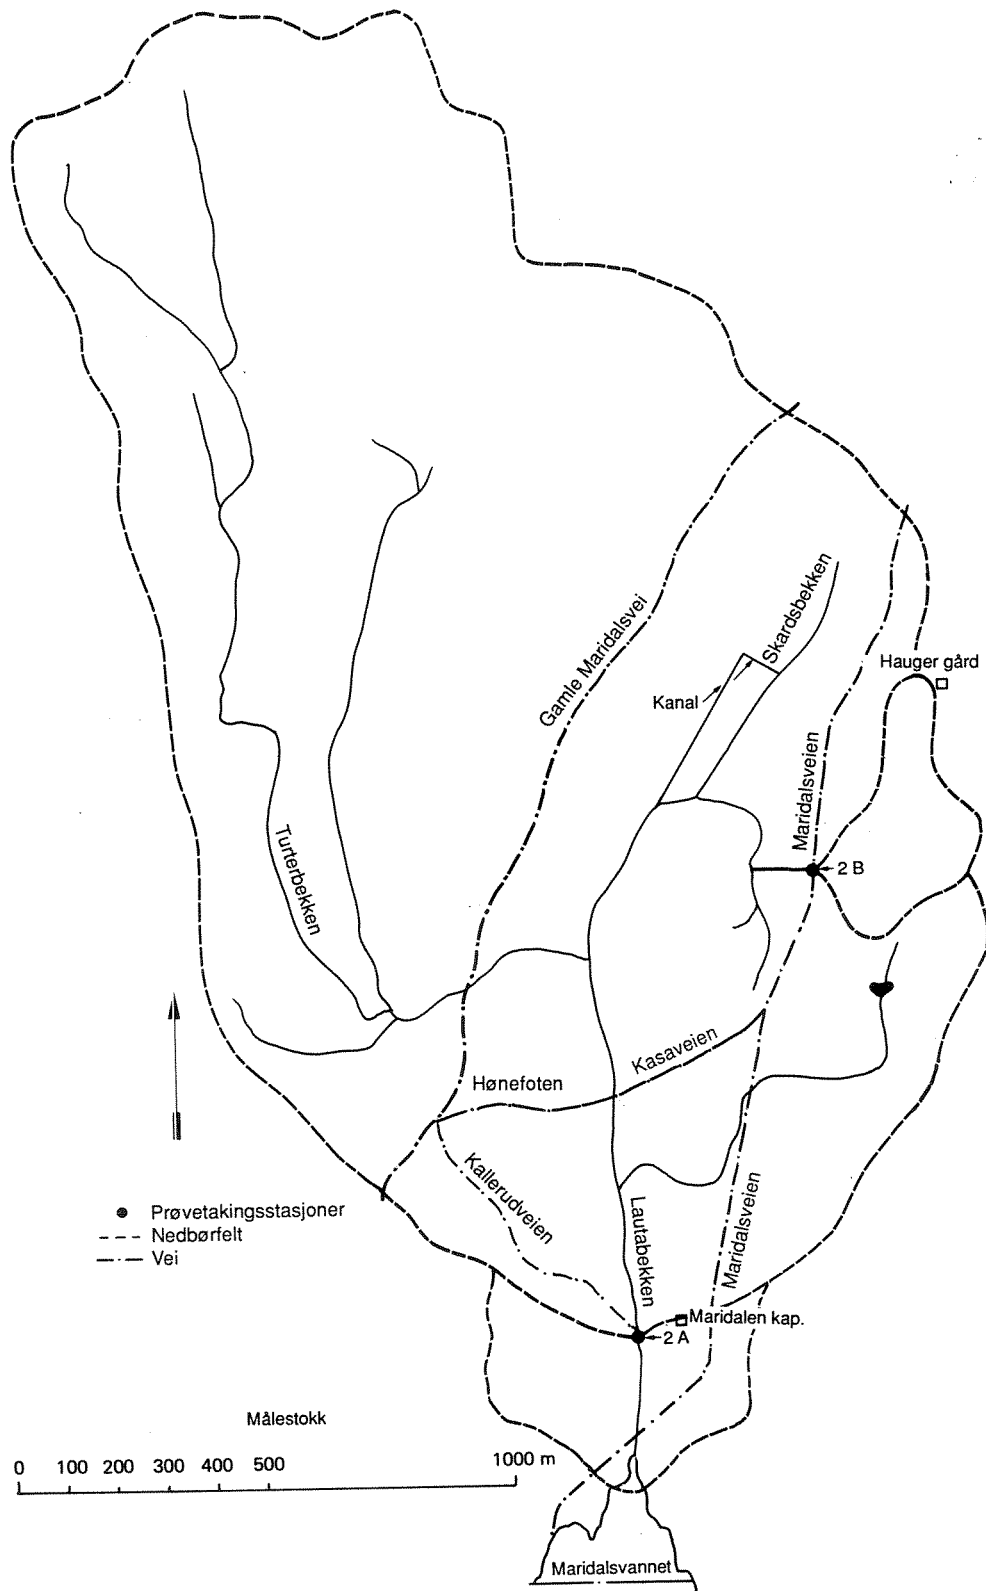 Gamle Maridalsvei
Skardsbekken
Kanal
Hauger gård
Maridalsveien
2 B
Turterbekken
Kasaveien
Hønefoten
Kallerudveien
Lautabekken
Maridalsveien
Maridalen kap.
2 A
Prøvetakingsstasjoner
Nedbørfelt
Vei
Målestokk
0 100 200 300 400 500 1000 m
Maridalsvannet